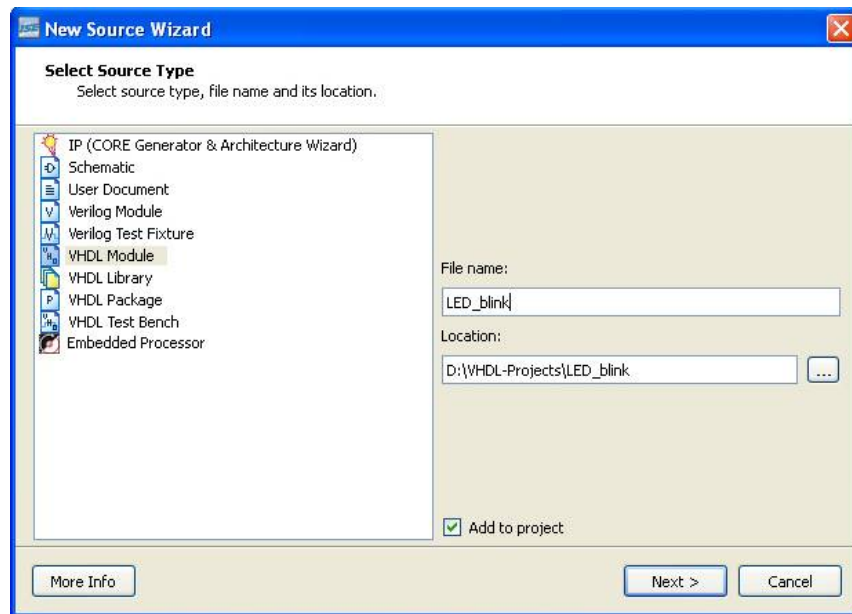 New Source Wizard
Select Source Type
Select source type, file name and its location.
IP (CORE Generator & Architecture Wizard)
Schematic
User Document
Verilog Module
Verilog Test Fixture
VHDL Module
VHDL Library
VHDL Package
VHDL Test Bench
Embedded Processor
File name:
LED_blink
Location:
D:\VHDL-Projects\LED_blink
...
Add to project
More Info
Next >
Cancel